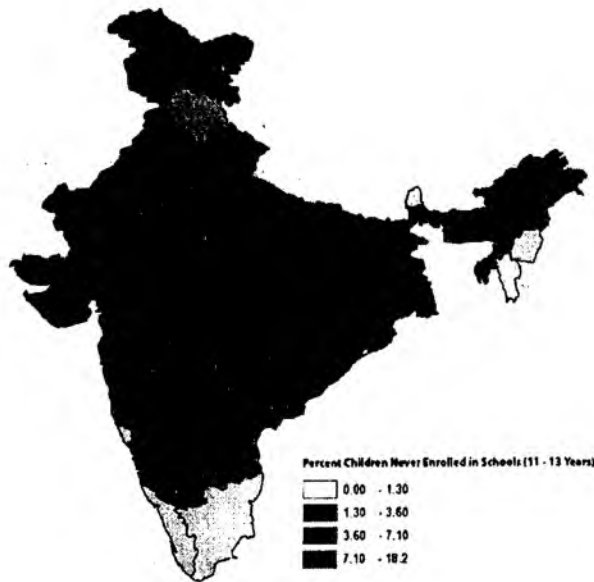 Percent Children Never Enrolled in Schools (11 - 13 Years)
0.00 - 1.30
1.30 - 3.60
3.60 - 7.10
7.10 - 18.2